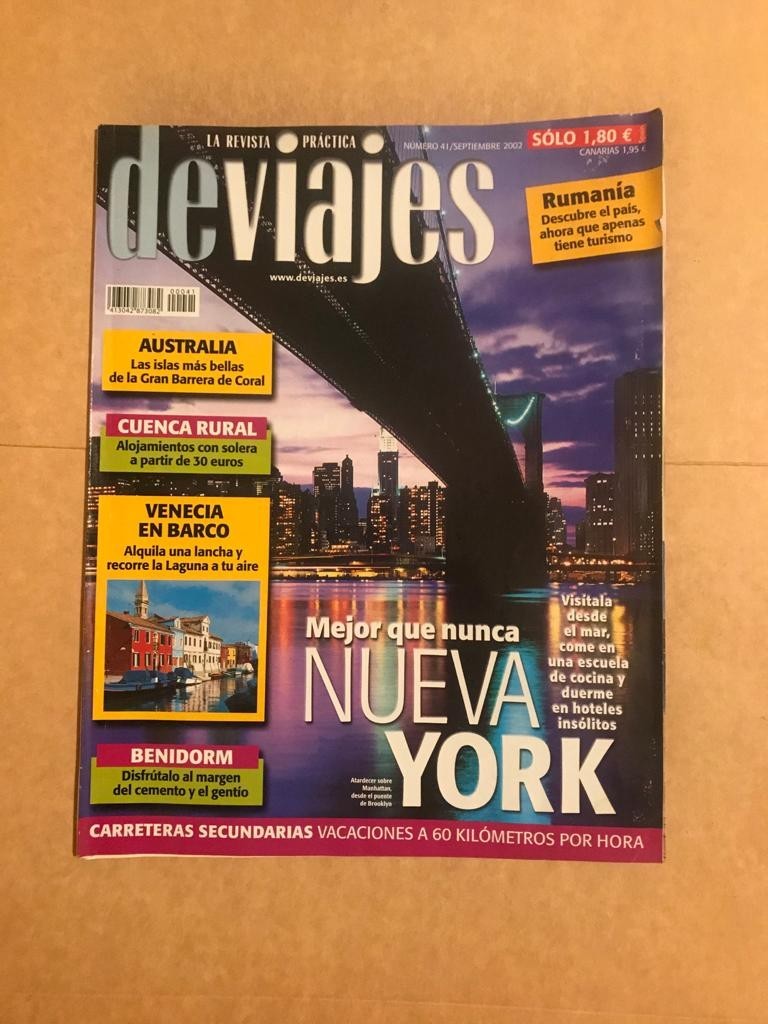 LA REVISTA PRÁCTICA
NÚMERO 41/SEPTIEMBRE 2002
SÓLO 1,80 €
CANARIAS 1,95 €
deviajes
www.deviajes.es
Rumanía
Descubre el país,
ahora que apenas
tiene turismo
00041
413042 873082
AUSTRALIA
Las islas más bellas
de la Gran Barrera de Coral
CUENCA RURAL
Alojamientos con solera
a partir de 30 euros
VENECIA
EN BARCO
Alquila una lancha y
recorre la Laguna a tu aire
Mejor que nunca
NUEVA
YORK
Visítala
desde
el mar,
come en
una escuela
de cocina y
duerme
en hoteles
insólitos
Atardecer sobre
Manhattan,
desde el puente
de Brooklyn
BENIDORM
Disfrútalo al margen
del cemento y el gentío
CARRETERAS SECUNDARIAS VACACIONES A 60 KILÓMETROS POR HORA